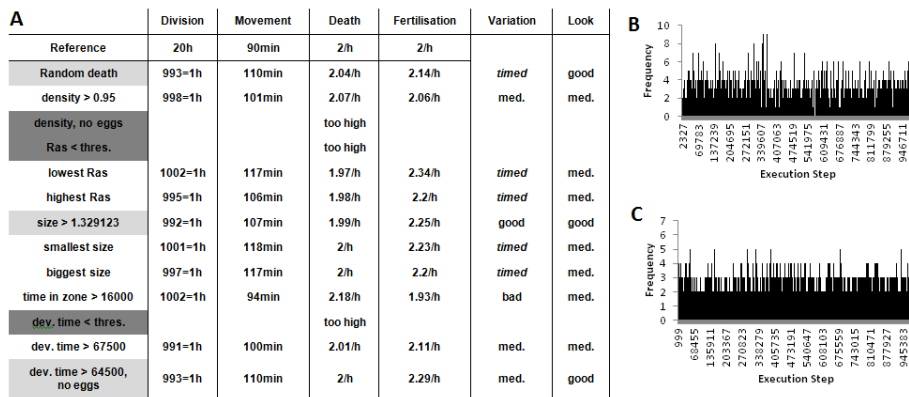 A
Division Movement Death Fertilisation Variation Look
Reference 20h 90min 2/h 2/h
Random death 993=1h 110min 2.04/h 2.14/h timed good
density > 0.95 998=1h 101min 2.07/h 2.06/h med. med.
density, no eggs too high
Ras < thres. too high
lowest Ras 1002=1h 117min 1.97/h 2.34/h timed med.
highest Ras 995=1h 106min 1.98/h 2.2/h timed med.
size > 1.329123 992=1h 107min 1.99/h 2.25/h good good
smallest size 1001=1h 118min 2/h 2.23/h timed med.
biggest size 997=1h 117min 2/h 2.2/h timed med.
time in zone > 16000 1002=1h 94min 2.18/h 1.93/h bad med.
dev. time < thres. too high
dev. time > 67500 991=1h 100min 2.01/h 2.11/h med. med.
dev. time > 64500,
no eggs 993=1h 110min 2/h 2.29/h med. good
B
Frequency
10
8
6
4
2
0
2327 69783 137239 204695 272151 339607 407063 474519 541975 609431 676887 744343 811799 879255 946711
Execution Step
C
Frequency
7
6
5
4
3
2
1
0
999 68455 135911 203367 270823 338279 405735 473191 540647 608103 675559 743015 810471 877927 945383
Execution Step